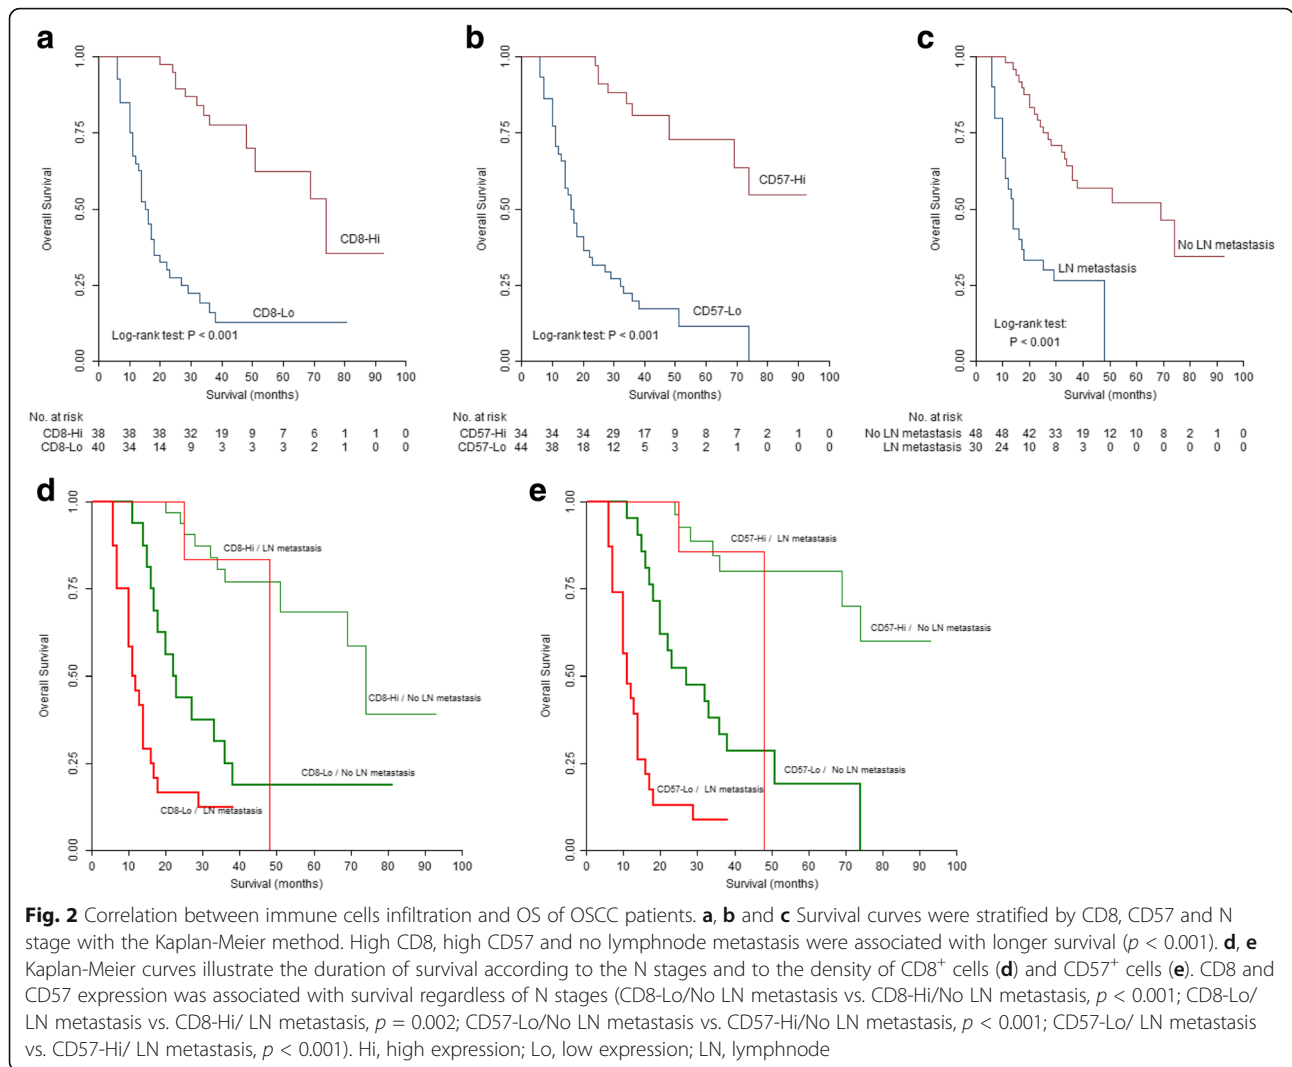 a
1.00
0.75
0.50
0.25
0.00
Overall Survival
CD8-Hi
CD8-Lo
Log-rank test: P < 0.001
0 10 20 30 40 50 60 70 80 90 100
Survival (months)
No. at risk
CD8-Hi 38 38 38 32 19 9 7 6 1 1 0
CD8-Lo 40 34 14 9 3 3 3 2 1 0 0
b
1.00
0.75
0.50
0.25
0.00
Overall Survival
CD57-Hi
CD57-Lo
Log-rank test: P < 0.001
0 10 20 30 40 50 60 70 80 90 100
Survival (months)
No. at risk
CD57-Hi 34 34 34 29 17 9 8 7 2 1 0
CD57-Lo 44 38 18 12 5 3 2 1 0 0 0
c
1.00
0.75
0.50
0.25
0.00
Overall Survival
No LN metastasis
LN metastasis
Log-rank test:
P < 0.001
0 10 20 30 40 50 60 70 80 90 100
Survival (months)
No. at risk
No LN metastasis 48 48 42 33 19 12 10 8 2 1 0
LN metastasis 30 24 10 8 3 0 0 0 0 0 0
d
1.00
0.75
0.50
0.25
0.00
Overall Survival
CD8-Hi / LN metastasis
CD8-Hi / No LN metastasis
CD8-Lo / No LN metastasis
CD8-Lo / LN metastasis
0 10 20 30 40 50 60 70 80 90 100
Survival (months)
e
1.00
0.75
0.50
0.25
0.00
Overall Survival
CD57-Hi / LN metastasis
CD57-Hi / No LN metastasis
CD57-Lo / No LN metastasis
CD57-Lo / LN metastasis
0 10 20 30 40 50 60 70 80 90 100
Survival (months)
Fig. 2 Correlation between immune cells infiltration and OS of OSCC patients. a, b and c Survival curves were stratified by CD8, CD57 and N
stage with the Kaplan-Meier method. High CD8, high CD57 and no lymphnode metastasis were associated with longer survival (p < 0.001). d, e
Kaplan-Meier curves illustrate the duration of survival according to the N stages and to the density of CD8⁺ cells (d) and CD57⁺ cells (e). CD8 and
CD57 expression was associated with survival regardless of N stages (CD8-Lo/No LN metastasis vs. CD8-Hi/No LN metastasis, p < 0.001; CD8-Lo/
LN metastasis vs. CD8-Hi/ LN metastasis, p = 0.002; CD57-Lo/No LN metastasis vs. CD57-Hi/No LN metastasis, p < 0.001; CD57-Lo/ LN metastasis
vs. CD57-Hi/ LN metastasis, p < 0.001). Hi, high expression; Lo, low expression; LN, lymphnode